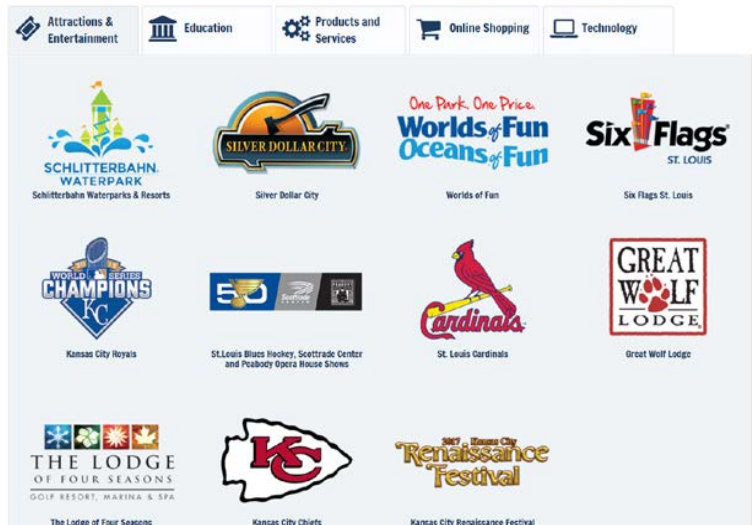 Attractions &
Entertainment
Education
Products and
Services
Online Shopping
Technology
SCHLITTERBAHN.
WATERPARK
Schlitterbahn Waterparks & Resorts
SILVER DOLLAR CITY
Silver Dollar City
One Park. One Price.
Worlds of Fun
Oceans of Fun
Worlds of Fun
Six Flags
ST. LOUIS
Six Flags St. Louis
WORLD SERIES
CHAMPIONS
KC
Kansas City Royals
50
Scottrade
CENTER
PEABODY
St.Louis Blues Hockey, Scottrade Center
and Peabody Opera House Shows
Cardinals
St. Louis Cardinals
GREAT
WOLF
LODGE
Great Wolf Lodge
THE LODGE
OF FOUR SEASONS
GOLF RESORT, MARINA & SPA
The Lodge of Four Seasons
KC
Kansas City Chiefs
2017 Kansas City
Renaissance
Festival
Kansas City Renaissance Festival